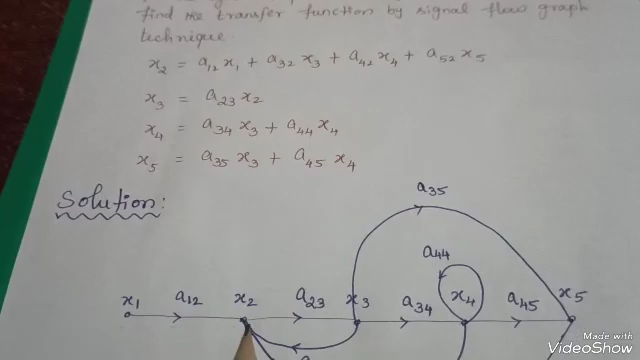 find the transfer function by signal flow graph
technique.
x2 = a12 x1 + a32 x3 + a42 x4 + a52 x5
x3 = a23 x2
x4 = a34 x3 + a44 x4
x5 = a35 x3 + a45 x4
Solution:
a35
a44
x1 a12 x2 a23 x3 a34 x4 a45 x5
Made with
VideoShow